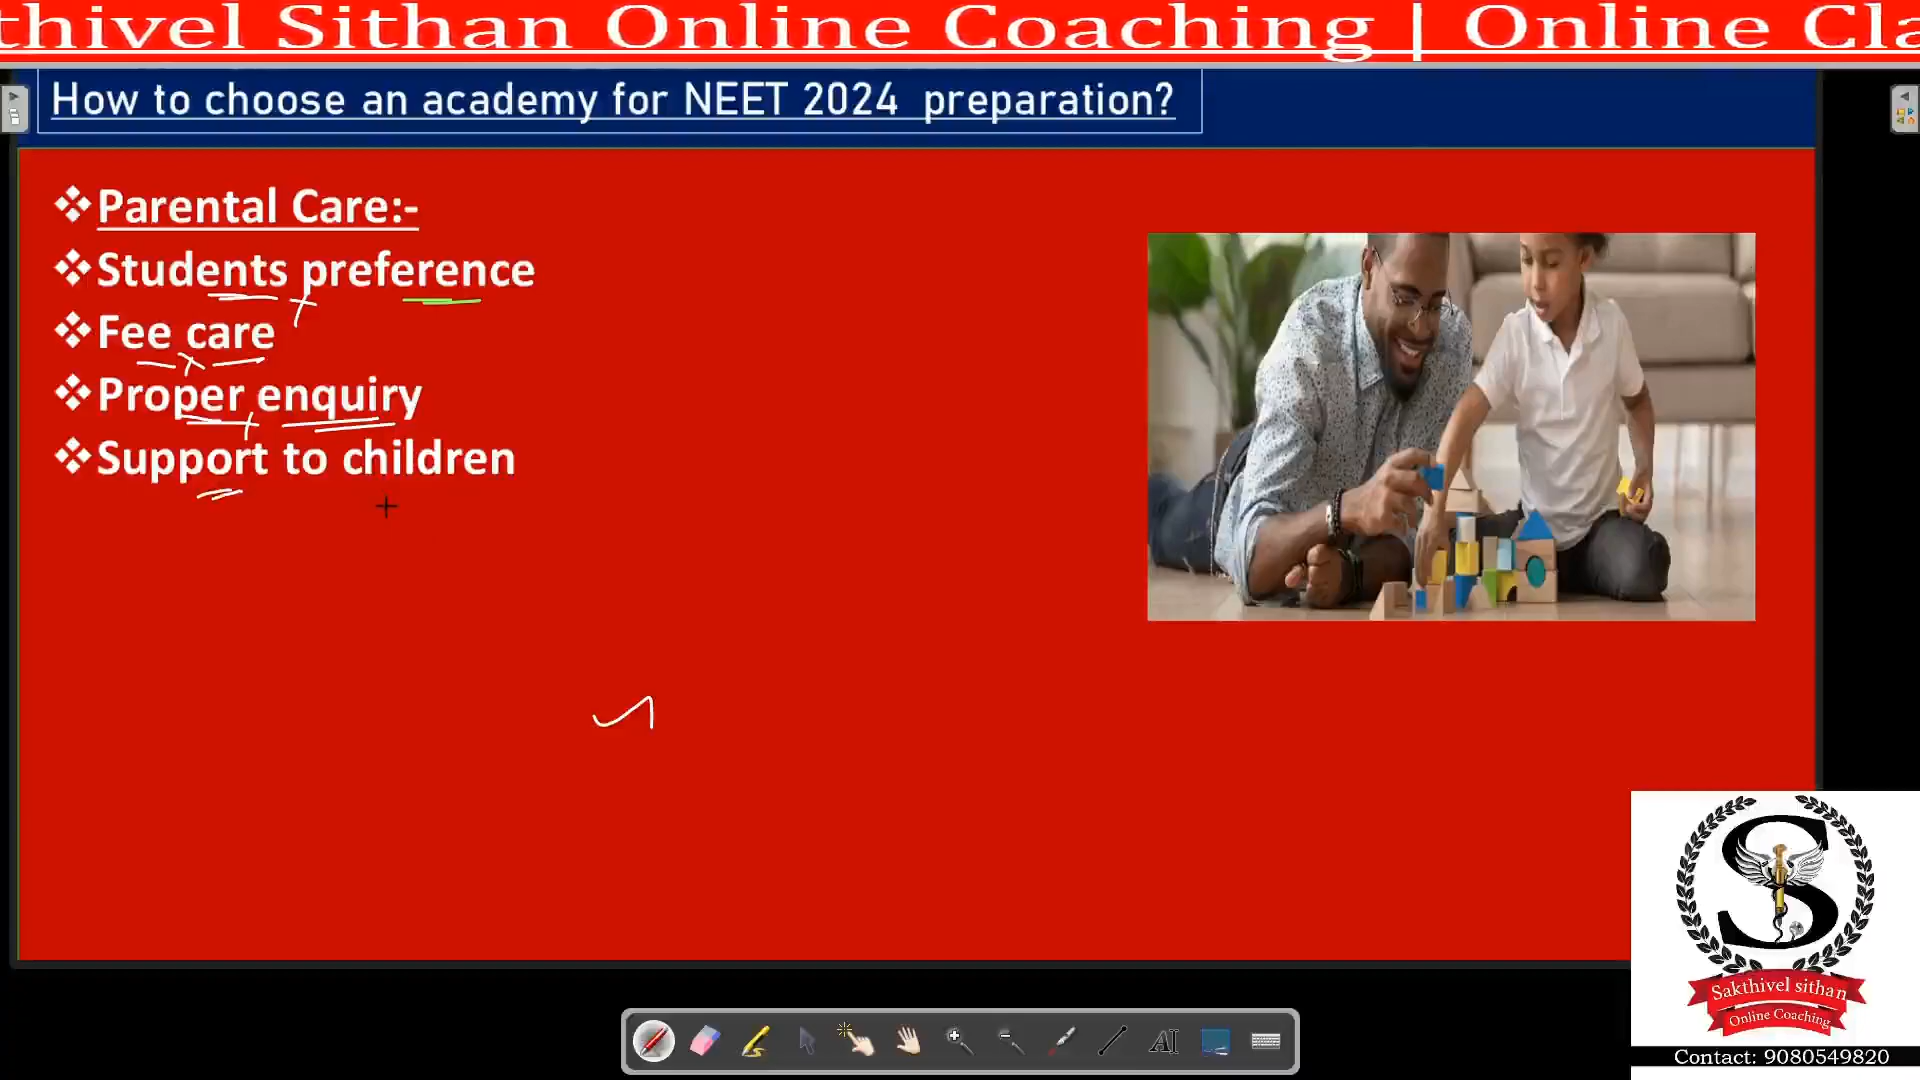 thivel Sithan Online Coaching | Online Cla
How to choose an academy for NEET 2024 preparation?
❖Parental Care:-
❖Students preference
❖Fee care
❖Proper enquiry
❖Support to children
S
Sakthivel sithan
Online Coaching
Contact: 9080549820
AI